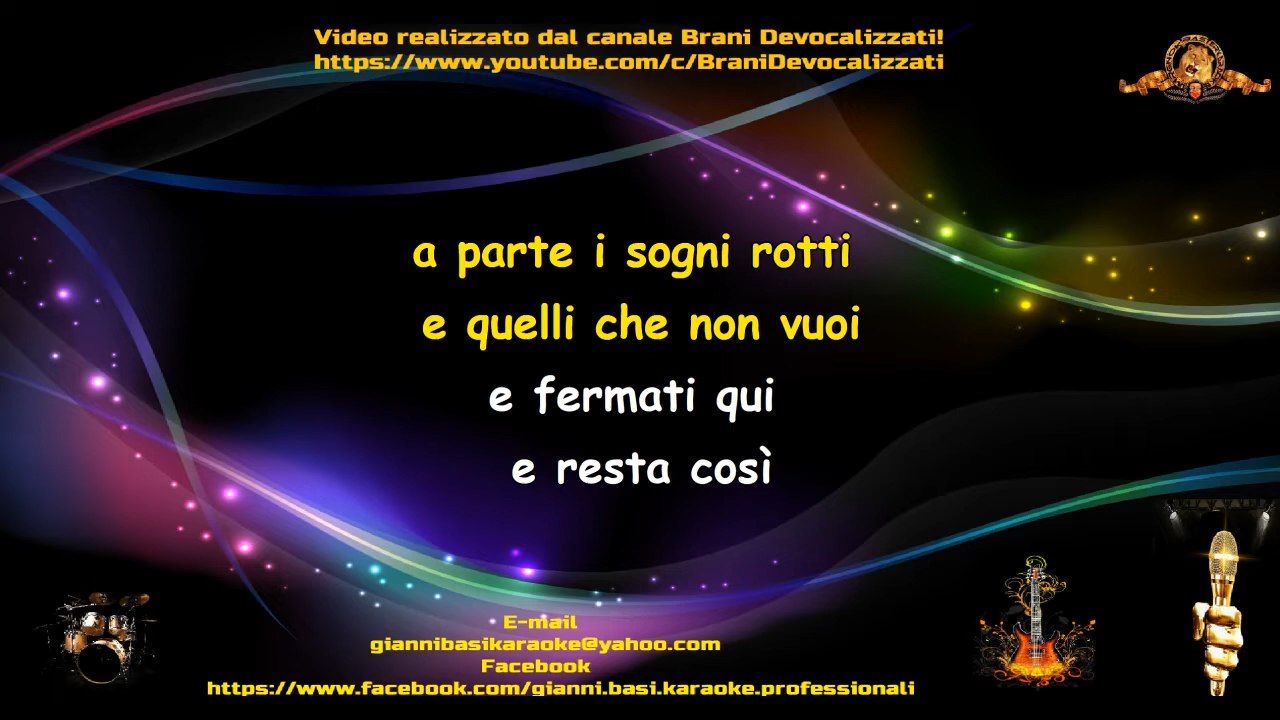 Video realizzato dal canale Brani Devocalizzati!
https://www.youtube.com/c/BraniDevocalizzati
a parte i sogni rotti
e quelli che non vuoi
e fermati qui
e resta così
E-mail
giannibasikaraoke@yahoo.com
Facebook
https://www.facebook.com/gianni.basi.karaoke.professionali